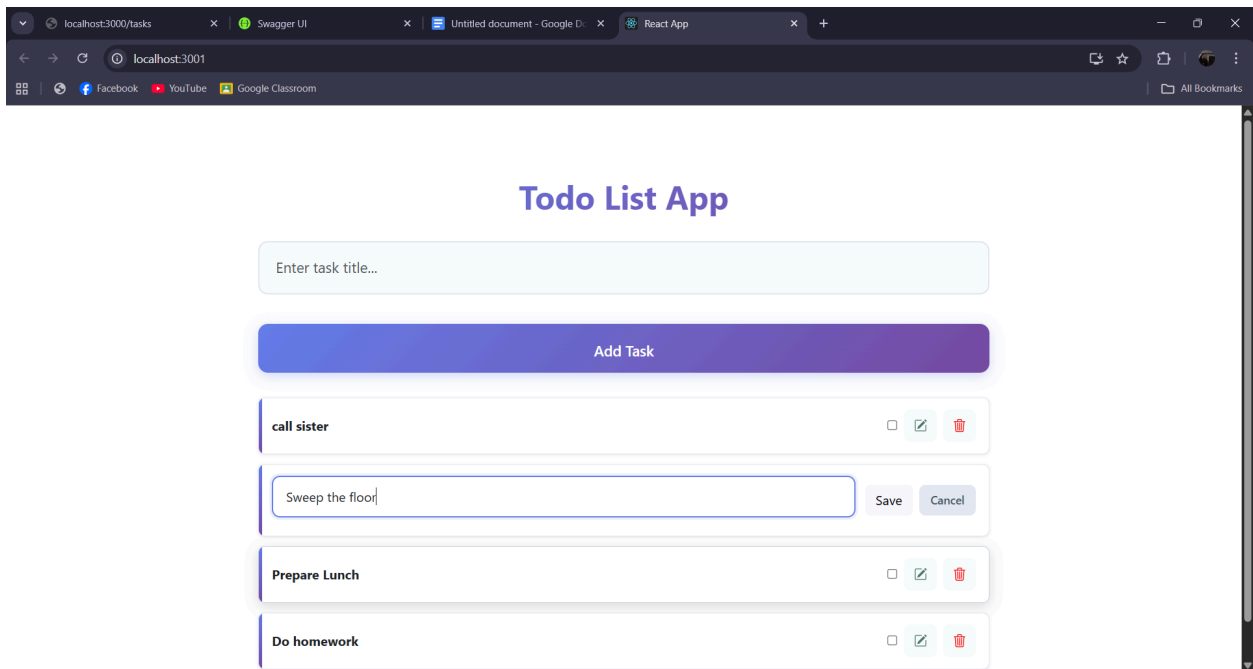 localhost:3000/tasks Swagger UI Untitled document - Google Do React App
localhost:3001
Facebook YouTube Google Classroom All Bookmarks
Todo List App
Enter task title...
Add Task
call sister
Sweep the floor Save Cancel
Prepare Lunch
Do homework